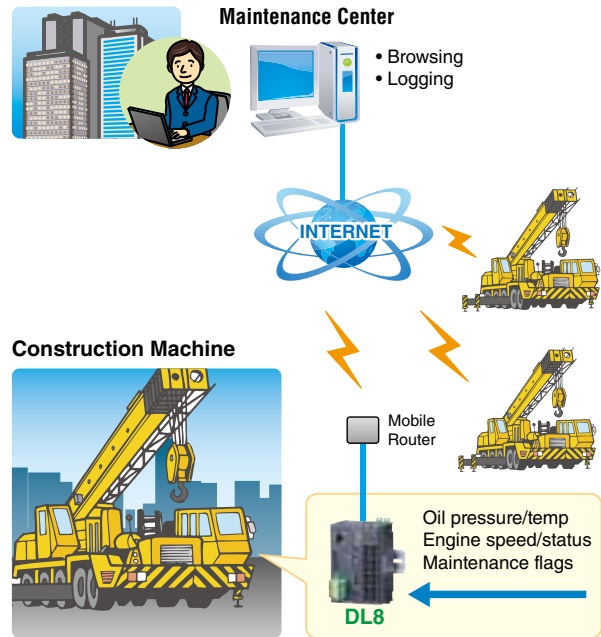 Maintenance Center
• Browsing
• Logging
INTERNET
Construction Machine
Mobile
Router
Oil pressure/temp
Engine speed/status
Maintenance flags
DL8